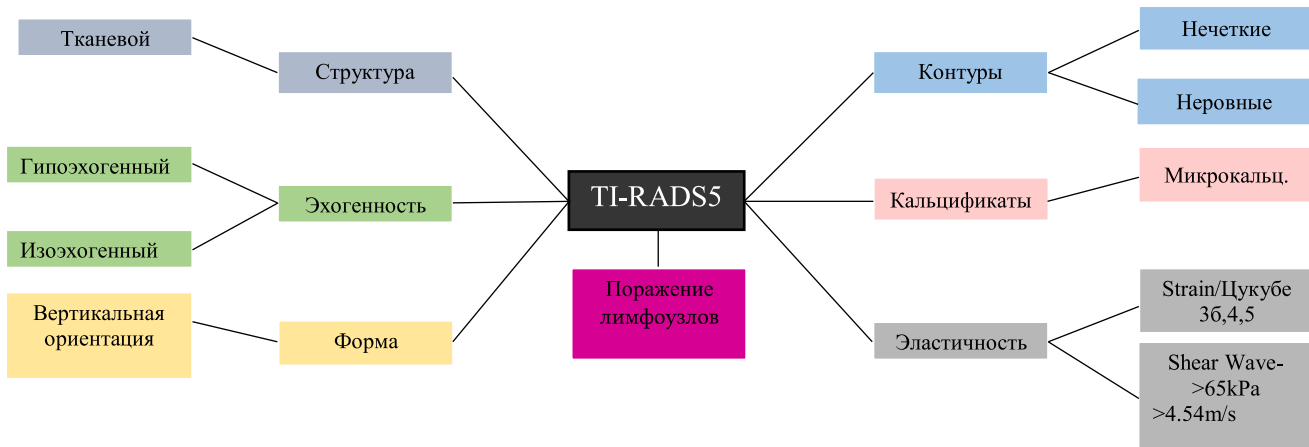 Тканевой
Структура
Гипоэхогенный
Эхогенность
Изоэхогенный
Вертикальная
ориентация
Форма
TI-RADS5
Поражение
лимфоузлов
Контуры
Нечеткие
Неровные
Кальцификаты
Микрокальц.
Эластичность
Strain/Цукубе
3б,4,5
Shear Wave-
>65kPa
>4.54m/s